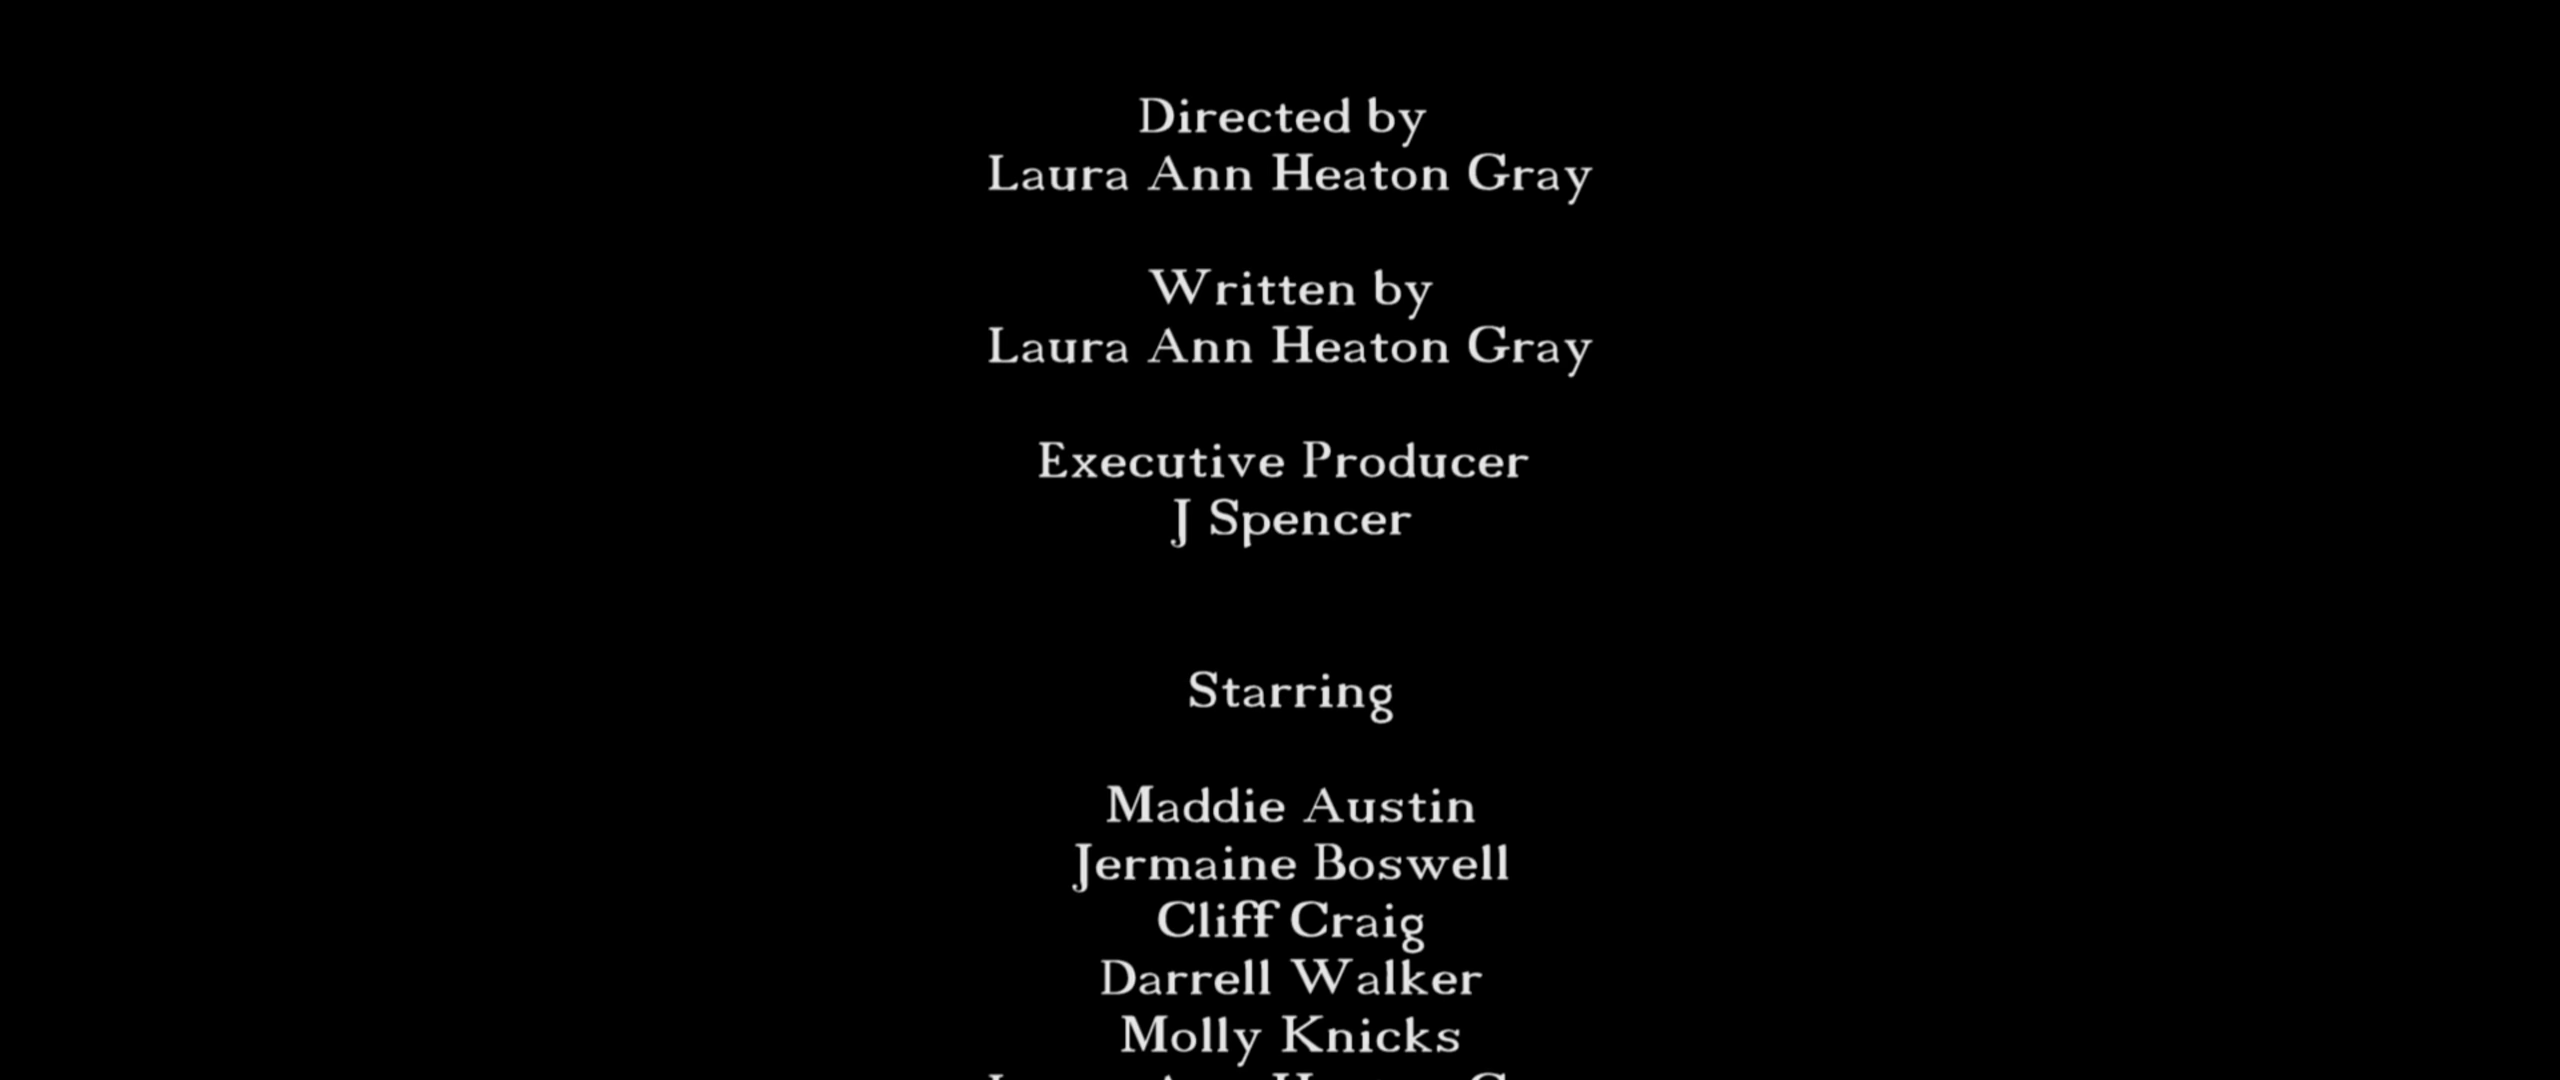 Directed by
Laura Ann Heaton Gray
Written by
Laura Ann Heaton Gray
Executive Producer
J Spencer
Starring
Maddie Austin
Jermaine Boswell
Cliff Craig
Darrell Walker
Molly Knicks